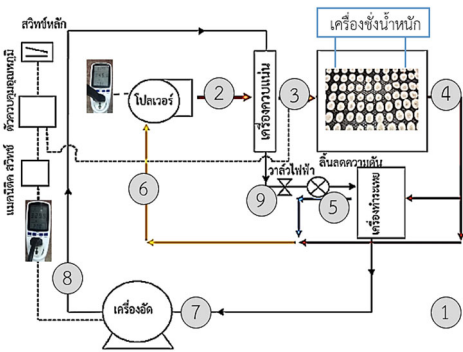 สวิทช์หลัก
เครื่องชั่งน้ำหนัก
ตัวควบคุมอุณหภูมิ
โบลเวอร์
2
เครื่องควบแน่น
3
4
แมคนีติค สวิทช์
6
วาล์วไฟฟ้า
ลิ้นลดความดัน
9
5
เครื่องทำระเหย
8
เครื่องอัด
7
1